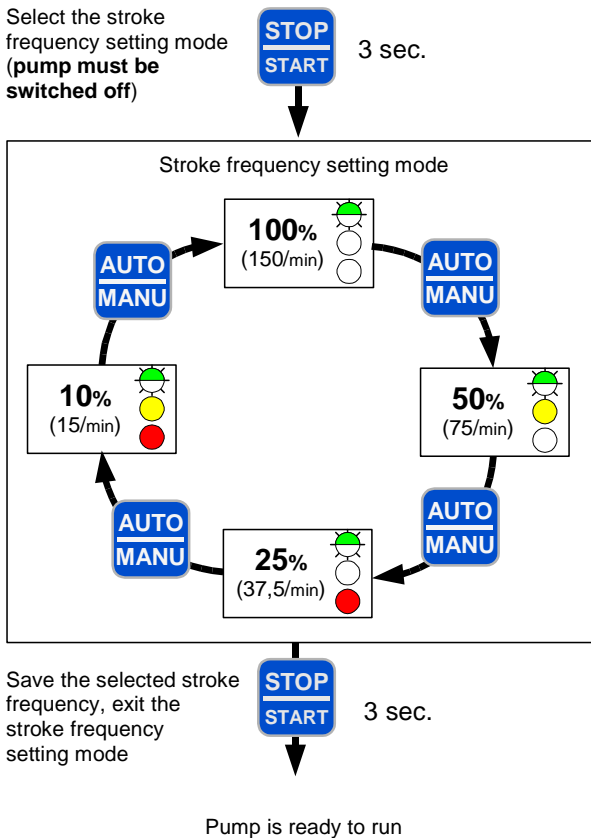 Select the stroke
frequency setting mode
(pump must be
switched off)
STOP
START
3 sec.
Stroke frequency setting mode
100%
(150/min)
AUTO
MANU
AUTO
MANU
10%
(15/min)
50%
(75/min)
AUTO
MANU
AUTO
MANU
25%
(37,5/min)
Save the selected stroke
frequency, exit the
stroke frequency
setting mode
STOP
START
3 sec.
Pump is ready to run